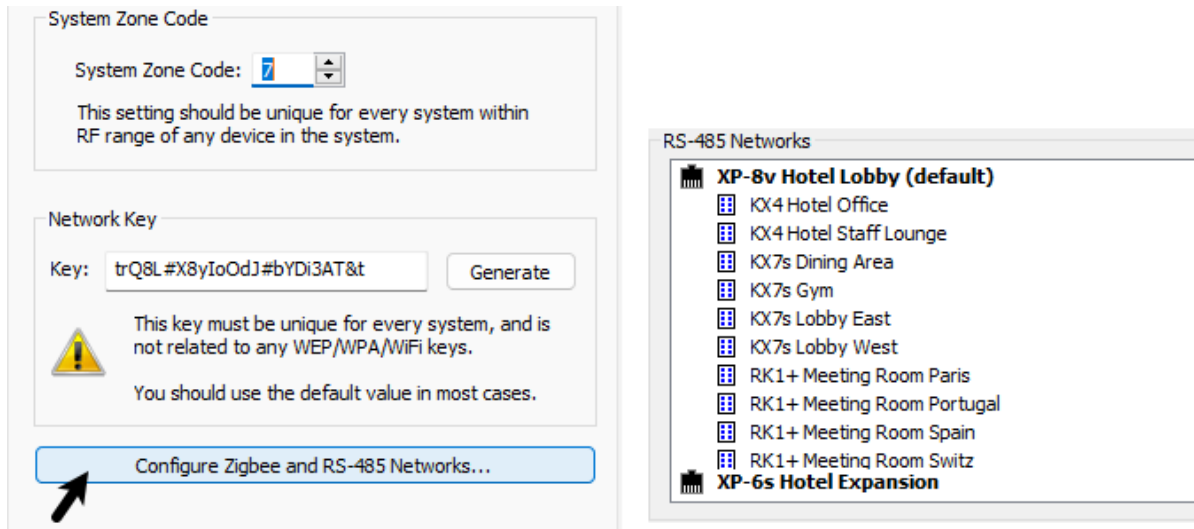 System Zone Code
System Zone Code: 7
This setting should be unique for every system within
RF range of any device in the system.
Network Key
Key: trQ8L#X8yIoOdJ#bYDi3AT&t Generate
This key must be unique for every system, and is
not related to any WEP/WPA/WiFi keys.
You should use the default value in most cases.
Configure Zigbee and RS-485 Networks...
RS-485 Networks
XP-8v Hotel Lobby (default)
KX4 Hotel Office
KX4 Hotel Staff Lounge
KX7s Dining Area
KX7s Gym
KX7s Lobby East
KX7s Lobby West
RK1+ Meeting Room Paris
RK1+ Meeting Room Portugal
RK1+ Meeting Room Spain
RK1+ Meeting Room Switz
XP-6s Hotel Expansion